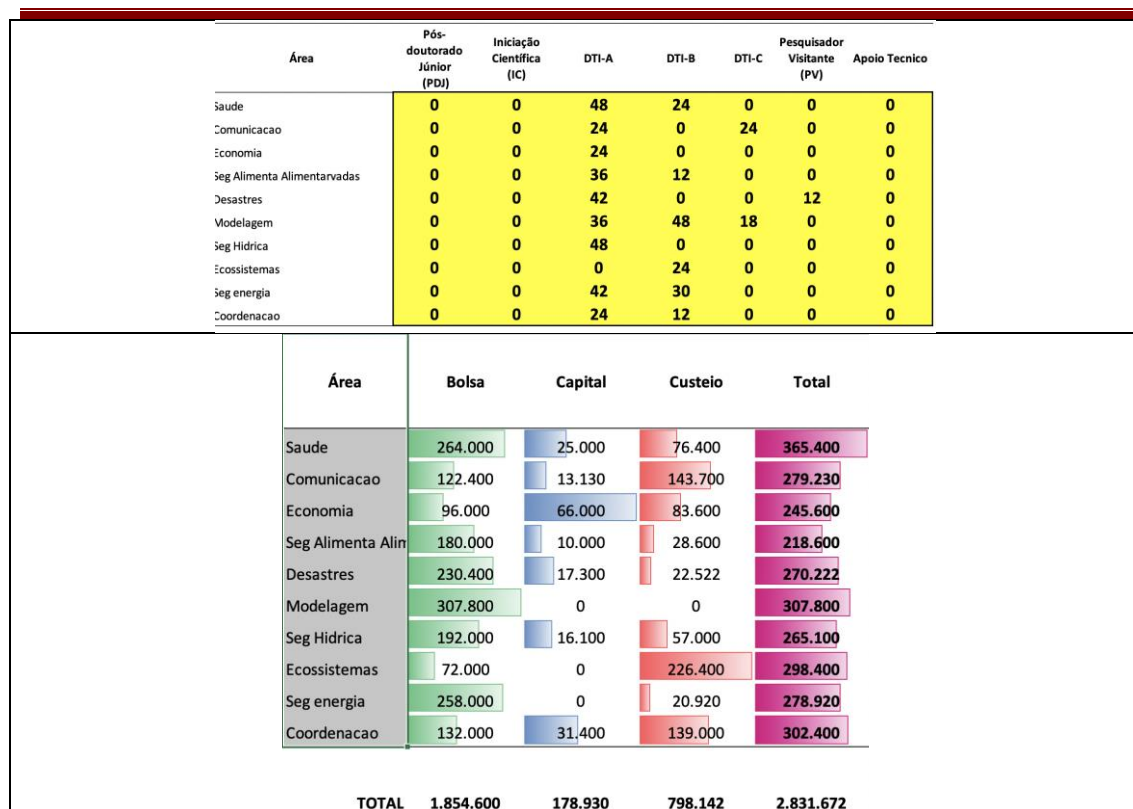 Área Pós-doutorado Júnior (PDJ) Iniciação Científica (IC) DTI-A DTI-B DTI-C Pesquisador Visitante (PV) Apoio Tecnico
Saude 0 0 48 24 0 0 0
Comunicacao 0 0 24 0 24 0 0
Economia 0 0 24 0 0 0 0
Seg Alimenta Alimentarvadas 0 0 36 12 0 0 0
Desastres 0 0 42 0 0 12 0
Modelagem 0 0 36 48 18 0 0
Seg Hidrica 0 0 48 0 0 0 0
Ecossistemas 0 0 0 24 0 0 0
Seg energia 0 0 42 30 0 0 0
Coordenacao 0 0 24 12 0 0 0
Área Bolsa Capital Custeio Total
Saude 264.000 25.000 76.400 365.400
Comunicacao 122.400 13.130 143.700 279.230
Economia 96.000 66.000 83.600 245.600
Seg Alimenta Alim 180.000 10.000 28.600 218.600
Desastres 230.400 17.300 22.522 270.222
Modelagem 307.800 0 0 307.800
Seg Hidrica 192.000 16.100 57.000 265.100
Ecossistemas 72.000 0 226.400 298.400
Seg energia 258.000 0 20.920 278.920
Coordenacao 132.000 31.400 139.000 302.400
TOTAL 1.854.600 178.930 798.142 2.831.672